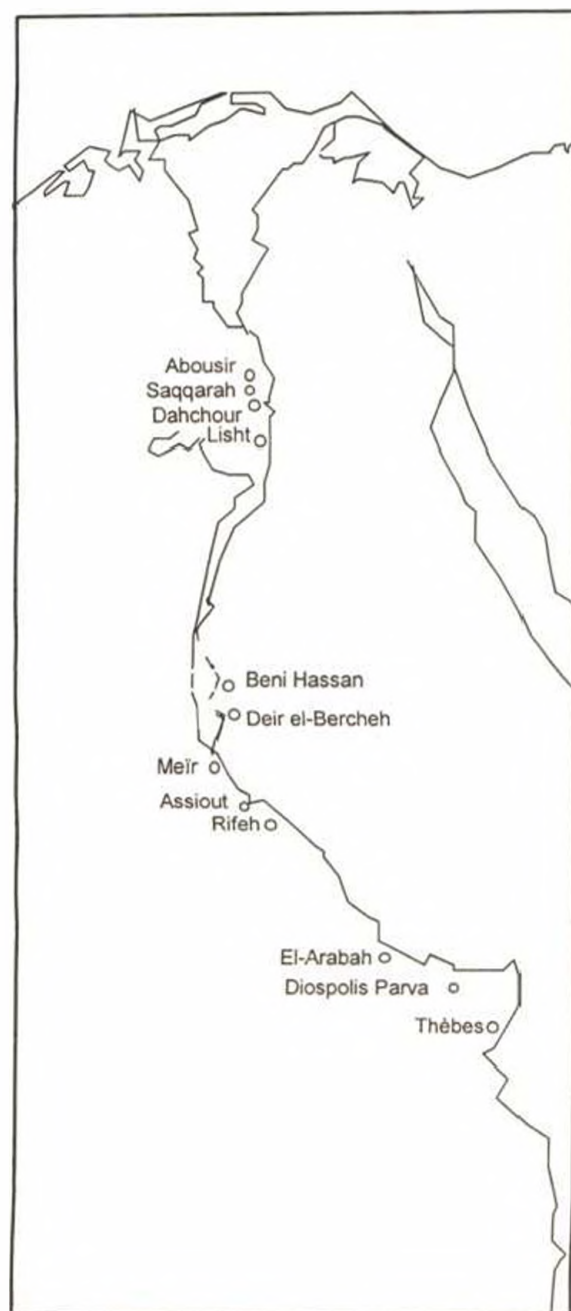 Abousir
Saqqarah
Dahchour
Lisht
Beni Hassan
Deir el-Bercheh
Meïr
Assiout
Rifeh
El-Arabah
Diospolis Parva
Thèbes